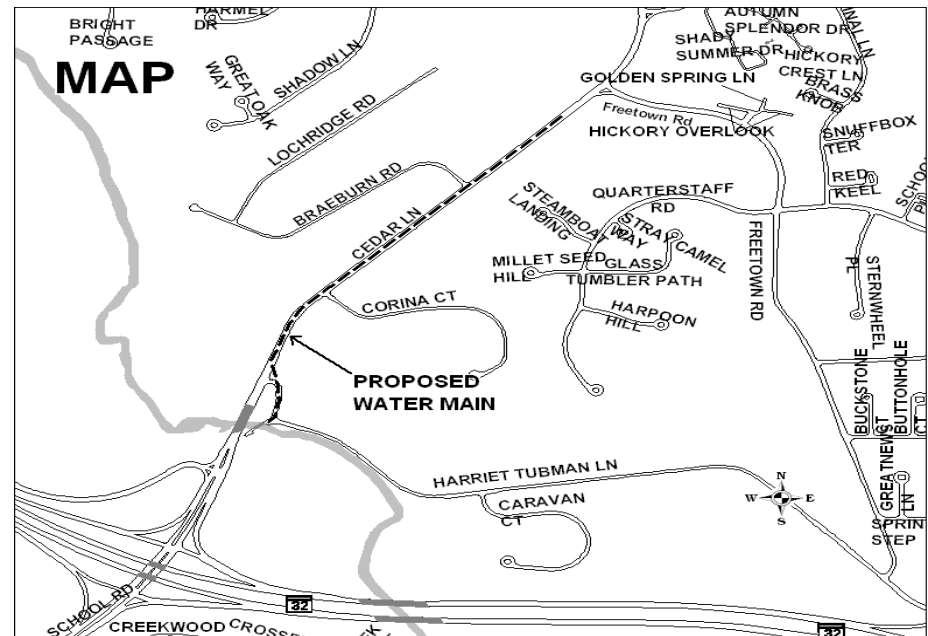 HARMEL
DR
BRIGHT
PASSAGE
MAP
GREAT OAK
WAY
SHADOW LN
LOCHRIDGE RD
BRAEBURN RD
CEDAR LN
AUTUMN
SPLENDOR DR
SHADY
SUMMER DR
HICKORY
CREST LN
BRASS
KNOB
GOLDEN SPRING LN
Freetown Rd
HICKORY OVERLOOK
SNUFFBOX
TER
RED
KEEL
QUARTERSTAFF
RD
STEAMBOAT
LANDING
STRAY CAMEL
WAY
MILLET SEED
HILL
GLASS
TUMBLER PATH
HARPOON
HILL
FREETOWN RD
STERNWHEEL
PL
CORINA CT
PROPOSED
WATER MAIN
BUCKSTONE
CT
BUTTONHOLE
CT
GREATNEWS
LN
SPRIN
STEP
HARRIET TUBMAN LN
CARAVAN
CT
N
W
E
S
SCHOOL RD
32
32
CREEKWOOD